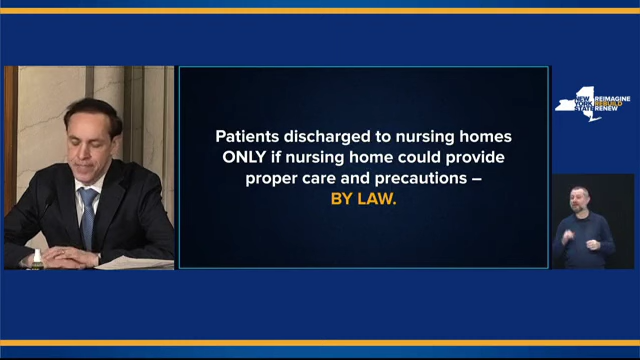 Patients discharged to nursing homes
ONLY if nursing home could provide
proper care and precautions –
BY LAW.
NEW YORK STATE
REIMAGINE
REBUILD
RENEW